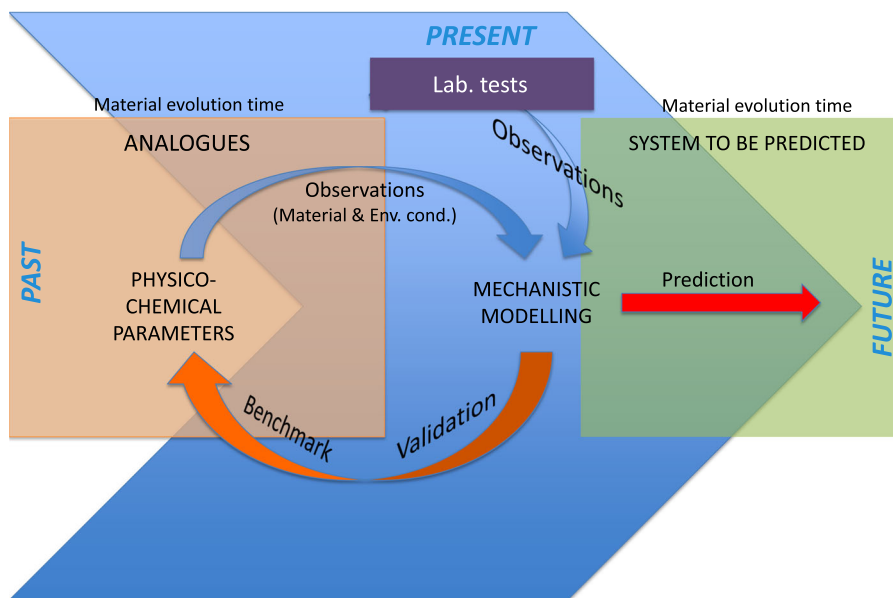 PRESENT
Lab. tests
Material evolution time
Material evolution time
ANALOGUES
SYSTEM TO BE PREDICTED
Observations
Observations
(Material & Env. cond.)
PAST
PHYSICO-
CHEMICAL
PARAMETERS
MECHANISTIC
MODELLING
Prediction
FUTURE
Benchmark
Validation